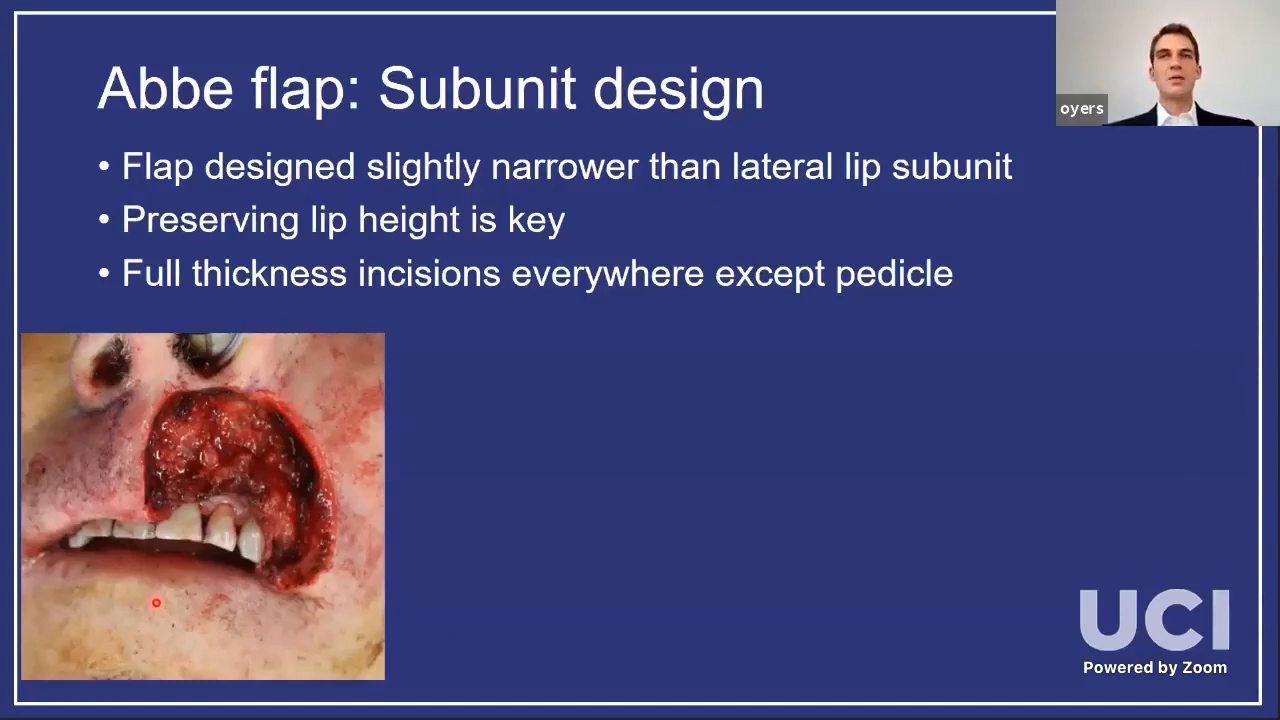 Abbe flap: Subunit design
oyers
• Flap designed slightly narrower than lateral lip subunit
• Preserving lip height is key
• Full thickness incisions everywhere except pedicle
UCI
Powered by Zoom